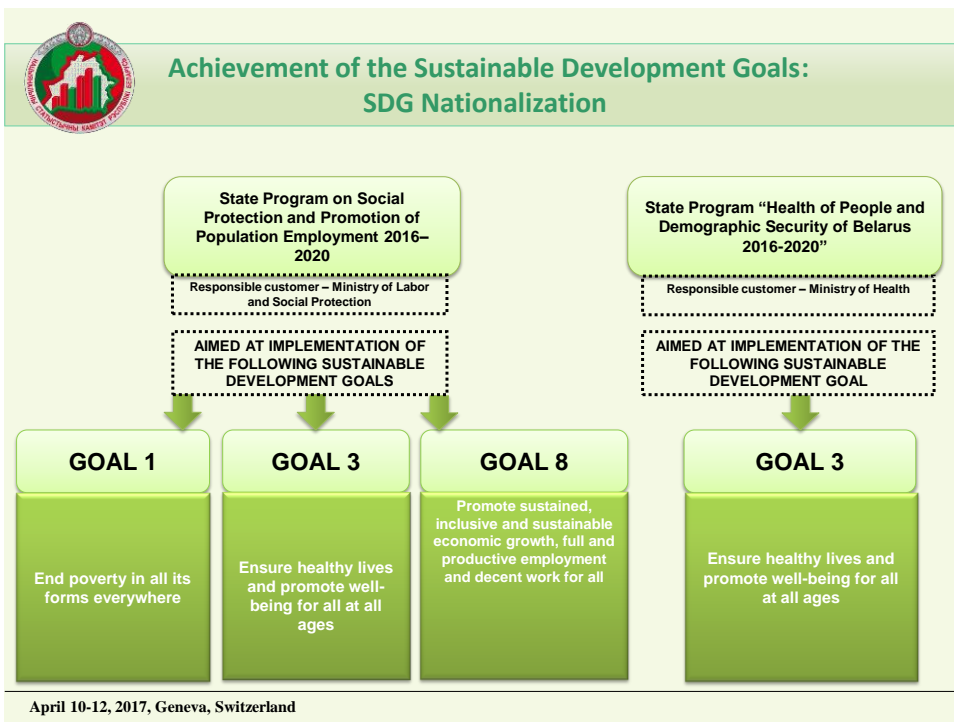 Achievement of the Sustainable Development Goals:
SDG Nationalization
НАЦЫЯНАЛЬНЫ СТАТЫСТЫЧНЫ КАМІТЭТ РЭСПУБЛІКІ БЕЛАРУСЬ
State Program on Social
Protection and Promotion of
Population Employment 2016–
2020
Responsible customer – Ministry of Labor
and Social Protection
AIMED AT IMPLEMENTATION OF
THE FOLLOWING SUSTAINABLE
DEVELOPMENT GOALS
GOAL 1
End poverty in all its
forms everywhere
GOAL 3
Ensure healthy lives
and promote well-
being for all at all
ages
GOAL 8
Promote sustained,
inclusive and sustainable
economic growth, full and
productive employment
and decent work for all
State Program “Health of People and
Demographic Security of Belarus
2016-2020”
Responsible customer – Ministry of Health
AIMED AT IMPLEMENTATION OF THE
FOLLOWING SUSTAINABLE
DEVELOPMENT GOAL
GOAL 3
Ensure healthy lives and
promote well-being for all
at all ages
April 10-12, 2017, Geneva, Switzerland